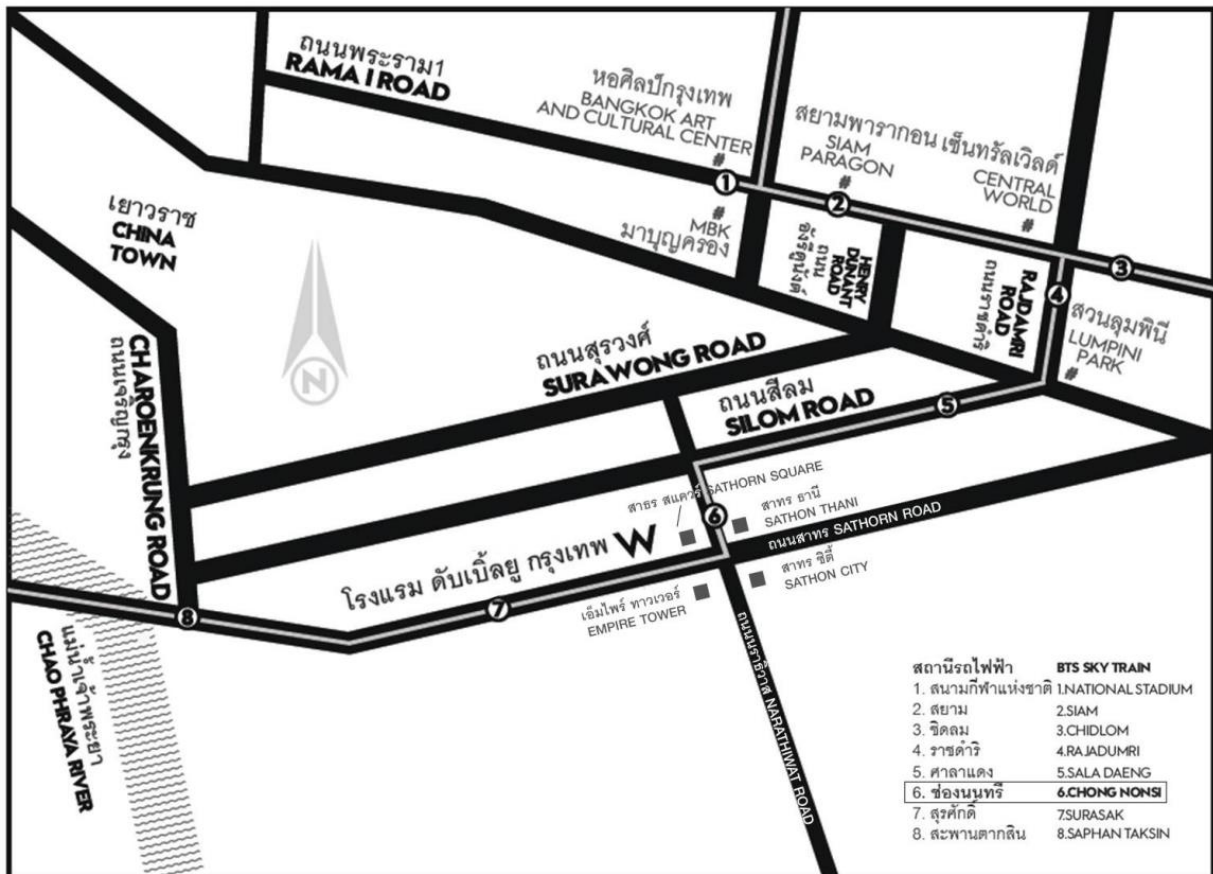 ถนนพระราม1
RAMA I ROAD
หอศิลป์กรุงเทพ
BANGKOK ART
AND CULTURAL CENTER
#
สยามพารากอน เซ็นทรัลเวิลด์
SIAM
PARAGON
#
CENTRAL
WORLD
#
1
2
3
4
#
MBK
มาบุญครอง
เยาวราช
CHINA
TOWN
HENRY
DUNANT
ROAD
ถนน
อังรีดูนังต์
RAJDAMRI
ROAD
ถนนราชดำริ
สวนลุมพินี
LUMPINI
PARK
#
N
ถนนสุรวงศ์
SURAWONG ROAD
ถนนสีลม
SILOM ROAD
5
CHAROENKRUNG ROAD
ถนนเจริญกรุง
สาธร สแควร์ SATHORN SQUARE
6
สาทร ธานี
SATHON THANI
ถนนสาทร SATHORN ROAD
โรงแรม ดับเบิ้ลยู กรุงเทพ W
สาทร ซิตี้
SATHON CITY
เอ็มไพร์ ทาวเวอร์
EMPIRE TOWER
7
8
แม่น้ำเจ้าพระยา
CHAO PHRAYA RIVER
ถนนนราธิวาส NARATHIWAT ROAD
สถานีรถไฟฟ้า BTS SKY TRAIN
1. สนามกีฬาแห่งชาติ 1.NATIONAL STADIUM
2. สยาม 2.SIAM
3. ชิดลม 3.CHIDLOM
4. ราชดำริ 4.RAJADUMRI
5. ศาลาแดง 5.SALA DAENG
6. ช่องนนทรี 6.CHONG NONSI
7. สุรศักดิ์ 7.SURASAK
8. สะพานตากสิน 8.SAPHAN TAKSIN